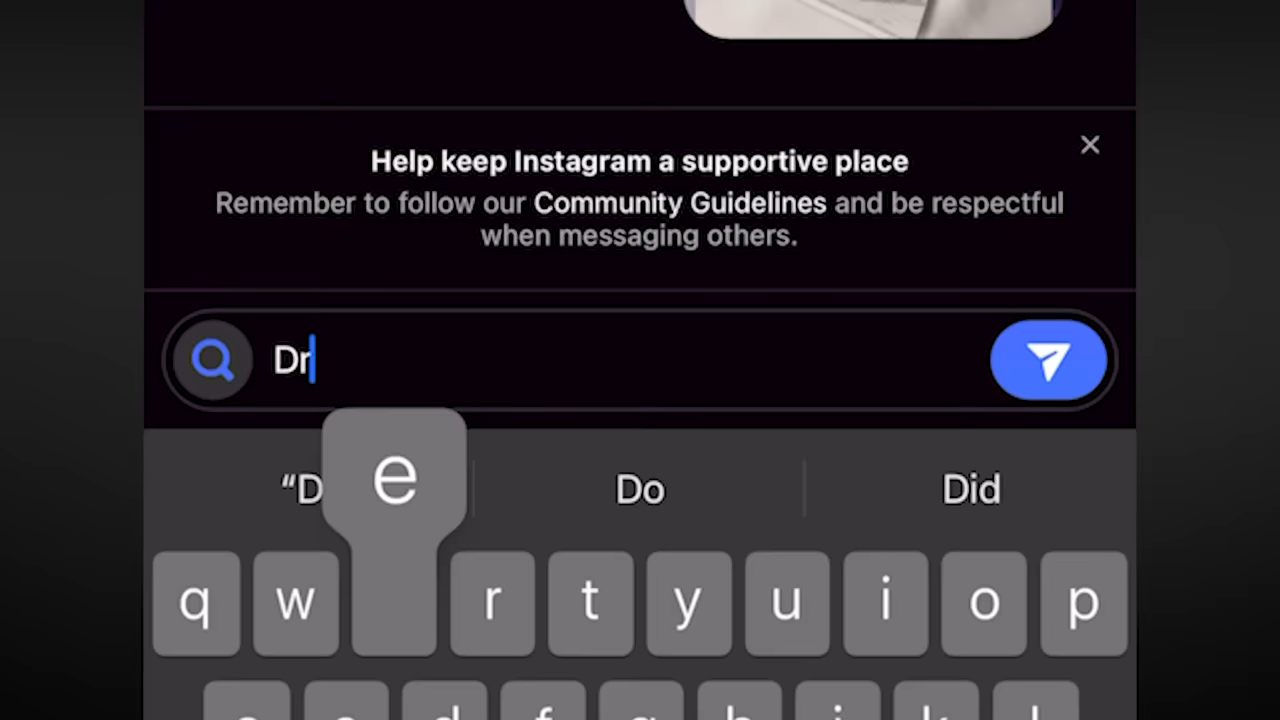 Help keep Instagram a supportive place
Remember to follow our Community Guidelines and be respectful
when messaging others.
Dr
e
“D Do Did
q w r t y u i o p